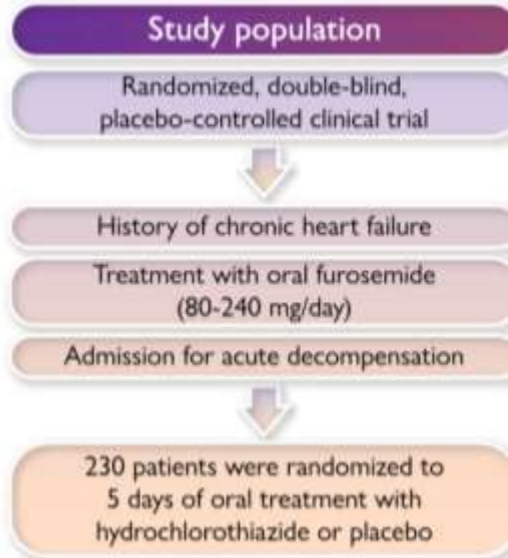 Study population
Randomized, double-blind,
placebo-controlled clinical trial
History of chronic heart failure
Treatment with oral furosemide
(80-240 mg/day)
Admission for acute decompensation
230 patients were randomized to
5 days of oral treatment with
hydrochlorothiazide or placebo